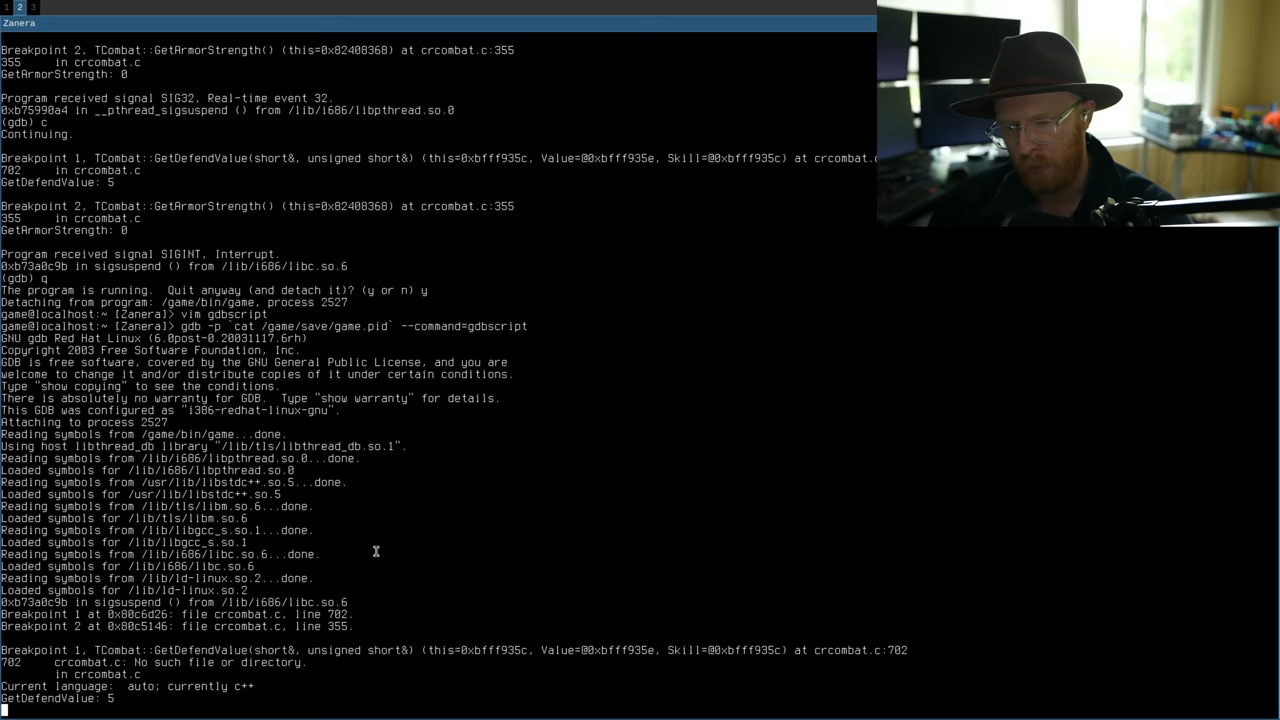 1 2 3
Zanera
Breakpoint 2, TCombat::GetArmorStrength() (this=0x82408368) at crcombat.c:355
355     in crcombat.c
GetArmorStrength: 0
Program received signal SIG32, Real-time event 32.
0xb75990a4 in __pthread_sigsuspend () from /lib/i686/libpthread.so.0
(gdb) c
Continuing.
Breakpoint 1, TCombat::GetDefendValue(short&, unsigned short&) (this=0xbfff935c, Value=@0xbfff935e, Skill=@0xbfff935c) at crcombat.c
702     in crcombat.c
GetDefendValue: 5
Breakpoint 2, TCombat::GetArmorStrength() (this=0x82408368) at crcombat.c:355
355     in crcombat.c
GetArmorStrength: 0
Program received signal SIGINT, Interrupt.
0xb73a0c9b in sigsuspend () from /lib/i686/libc.so.6
(gdb) q
The program is running.  Quit anyway (and detach it)? (y or n) y
Detaching from program: /game/bin/game, process 2527
game@localhost:~ [Zanera]> vim gdbscript
game@localhost:~ [Zanera]> gdb -p `cat /game/save/game.pid` --command=gdbscript
GNU gdb Red Hat Linux (6.0post-0.20031117.6rh)
Copyright 2003 Free Software Foundation, Inc.
GDB is free software, covered by the GNU General Public License, and you are
welcome to change it and/or distribute copies of it under certain conditions.
Type "show copying" to see the conditions.
There is absolutely no warranty for GDB.  Type "show warranty" for details.
This GDB was configured as "i386-redhat-linux-gnu".
Attaching to process 2527
Reading symbols from /game/bin/game...done.
Using host libthread_db library "/lib/tls/libthread_db.so.1".
Reading symbols from /lib/i686/libpthread.so.0...done.
Loaded symbols for /lib/i686/libpthread.so.0
Reading symbols from /usr/lib/libstdc++.so.5...done.
Loaded symbols for /usr/lib/libstdc++.so.5
Reading symbols from /lib/tls/libm.so.6...done.
Loaded symbols for /lib/tls/libm.so.6
Reading symbols from /lib/libgcc_s.so.1...done.
Loaded symbols for /lib/libgcc_s.so.1
Reading symbols from /lib/i686/libc.so.6...done.
Loaded symbols for /lib/i686/libc.so.6
Reading symbols from /lib/ld-linux.so.2...done.
Loaded symbols for /lib/ld-linux.so.2
0xb73a0c9b in sigsuspend () from /lib/i686/libc.so.6
Breakpoint 1 at 0x80c6d26: file crcombat.c, line 702.
Breakpoint 2 at 0x80c5146: file crcombat.c, line 355.
Breakpoint 1, TCombat::GetDefendValue(short&, unsigned short&) (this=0xbfff935c, Value=@0xbfff935e, Skill=@0xbfff935c) at crcombat.c:702
702     crcombat.c: No such file or directory.
        in crcombat.c
Current language:  auto; currently c++
GetDefendValue: 5